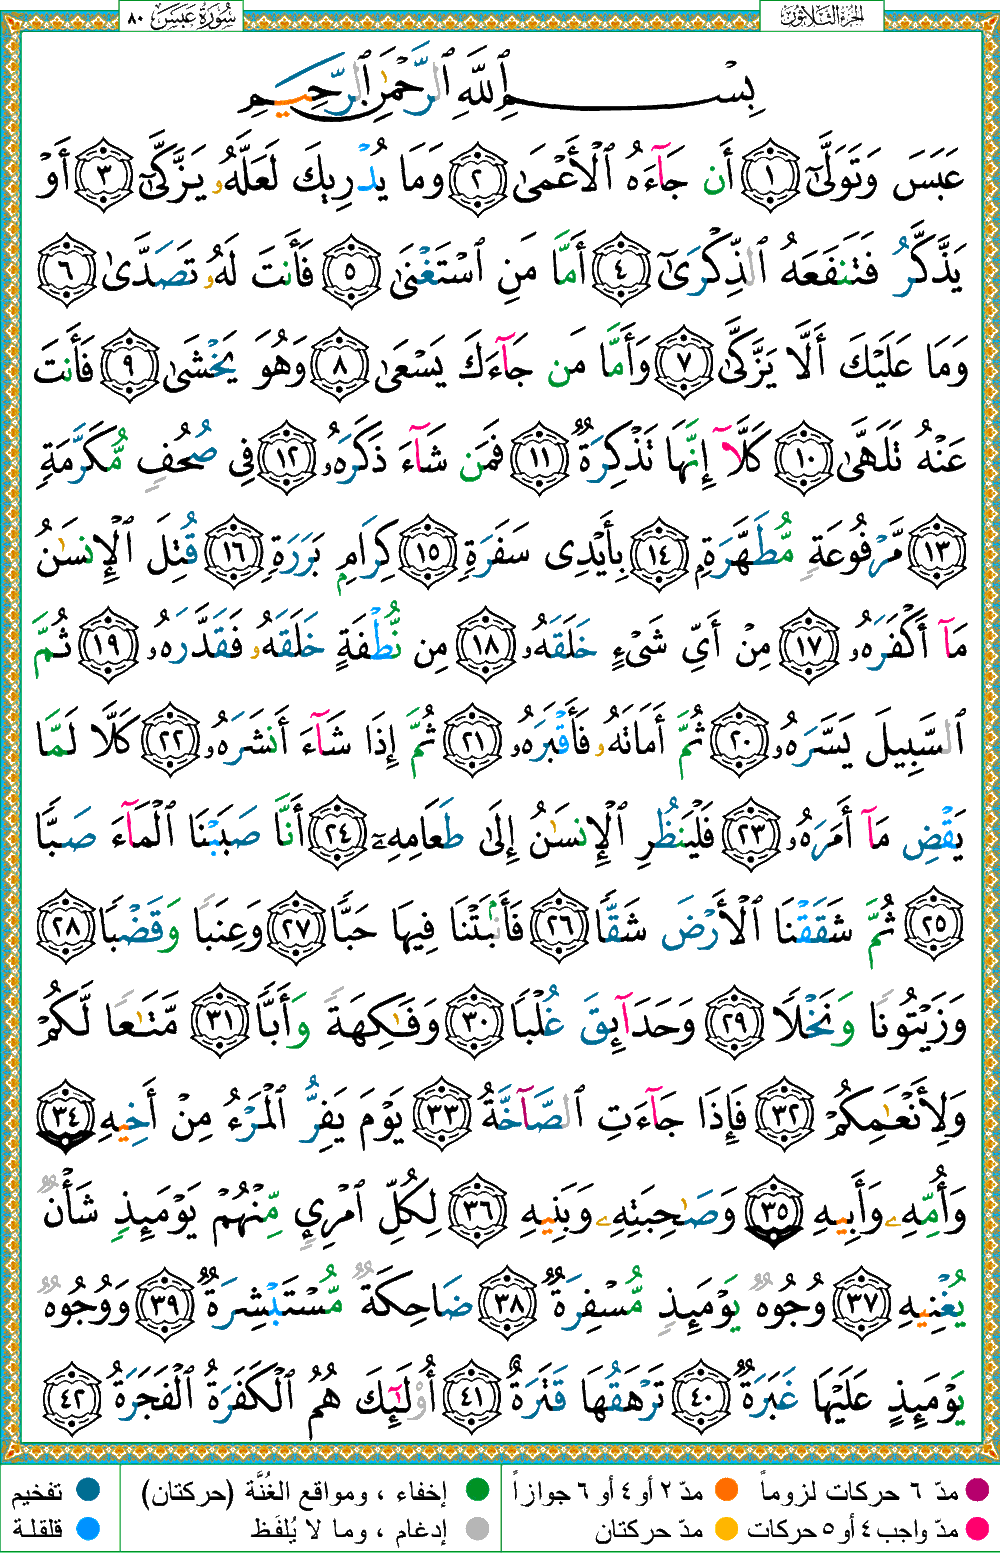 سُورَةُ عَبَسَ ٨٠
الجزء الثلاثون
بِسْمِ ٱللَّهِ ٱلرَّحْمَٰنِ ٱلرَّحِيمِ
عَبَسَ وَتَوَلَّىٰٓ ١ أَن جَآءَهُ ٱلْأَعْمَىٰ ٢ وَمَا يُدْرِيكَ لَعَلَّهُۥ يَزَّكَّىٰٓ ٣ أَوْ
يَذَّكَّرُ فَتَنفَعَهُ ٱلذِّكْرَىٰٓ ٤ أَمَّا مَنِ ٱسْتَغْنَىٰ ٥ فَأَنتَ لَهُۥ تَصَدَّىٰ ٦
وَمَا عَلَيْكَ أَلَّا يَزَّكَّىٰ ٧ وَأَمَّا مَن جَآءَكَ يَسْعَىٰ ٨ وَهُوَ يَخْشَىٰ ٩ فَأَنتَ
عَنْهُ تَلَهَّىٰ ١٠ كَلَّآ إِنَّهَا تَذْكِرَةٌ ١١ فَمَن شَآءَ ذَكَرَهُۥ ١٢ فِى صُحُفٍ مُّكَرَّمَةٍ
١٣ مَّرْفُوعَةٍ مُّطَهَّرَةٍۭ ١٤ بِأَيْدِى سَفَرَةٍ ١٥ كِرَامٍۭ بَرَرَةٍ ١٦ قُتِلَ ٱلْإِنسَٰنُ
مَآ أَكْفَرَهُۥ ١٧ مِنْ أَىِّ شَىْءٍ خَلَقَهُۥ ١٨ مِن نُّطْفَةٍ خَلَقَهُۥ فَقَدَّرَهُۥ ١٩ ثُمَّ
ٱلسَّبِيلَ يَسَّرَهُۥ ٢٠ ثُمَّ أَمَاتَهُۥ فَأَقْبَرَهُۥ ٢١ ثُمَّ إِذَا شَآءَ أَنشَرَهُۥ ٢٢ كَلَّا لَمَّا
يَقْضِ مَآ أَمَرَهُۥ ٢٣ فَلْيَنظُرِ ٱلْإِنسَٰنُ إِلَىٰ طَعَامِهِۦٓ ٢٤ أَنَّا صَبَبْنَا ٱلْمَآءَ صَبًّا
٢٥ ثُمَّ شَقَقْنَا ٱلْأَرْضَ شَقًّا ٢٦ فَأَنۢبَتْنَا فِيهَا حَبًّا ٢٧ وَعِنَبًا وَقَضْبًا ٢٨
وَزَيْتُونًا وَنَخْلًا ٢٩ وَحَدَآئِقَ غُلْبًا ٣٠ وَفَٰكِهَةً وَأَبًّا ٣١ مَّتَٰعًا لَّكُمْ
وَلِأَنْعَٰمِكُمْ ٣٢ فَإِذَا جَآءَتِ ٱلصَّآخَّةُ ٣٣ يَوْمَ يَفِرُّ ٱلْمَرْءُ مِنْ أَخِيهِ ٣٤
وَأُمِّهِۦ وَأَبِيهِ ٣٥ وَصَٰحِبَتِهِۦ وَبَنِيهِ ٣٦ لِكُلِّ ٱمْرِئٍ مِّنْهُمْ يَوْمَئِذٍ شَأْنٌ
يُغْنِيهِ ٣٧ وُجُوهٌ يَوْمَئِذٍ مُّسْفِرَةٌ ٣٨ ضَاحِكَةٌ مُّسْتَبْشِرَةٌ ٣٩ وَوُجُوهٌ
يَوْمَئِذٍ عَلَيْهَا غَبَرَةٌ ٤٠ تَرْهَقُهَا قَتَرَةٌ ٤١ أُو۟لَٰٓئِكَ هُمُ ٱلْكَفَرَةُ ٱلْفَجَرَةُ ٤٢
مدّ ٦ حركات لزوماً مدّ ٢ أو ٤ أو ٦ جوازاً إخفاء ، ومواقع الغُنَّة (حركتان) تفخيم
مدّ واجب ٤ أو ٥ حركات مدّ حركتان إدغام ، وما لا يُلفَظ قلقلة